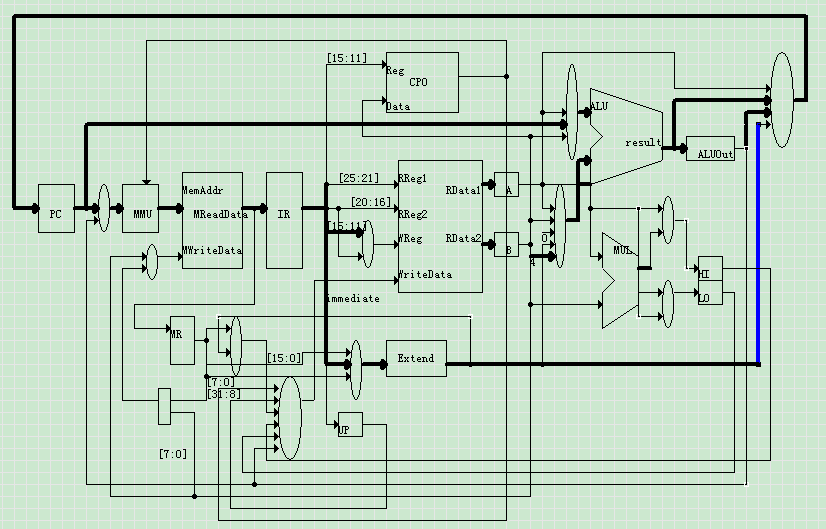 [15:11]
Reg
CPO
Data
ALU
result
ALUOut
[25:21]
RReg1
RData1
A
PC
MMU
MemAddr
MReadData
IR
[20:16]
RReg2
[15:11]
WReg
RData2
B
0
4
MWriteData
WriteData
MUL
HI
LO
immediate
WR
[15:0]
Extend
[7:0]
[31:8]
UP
[7:0]